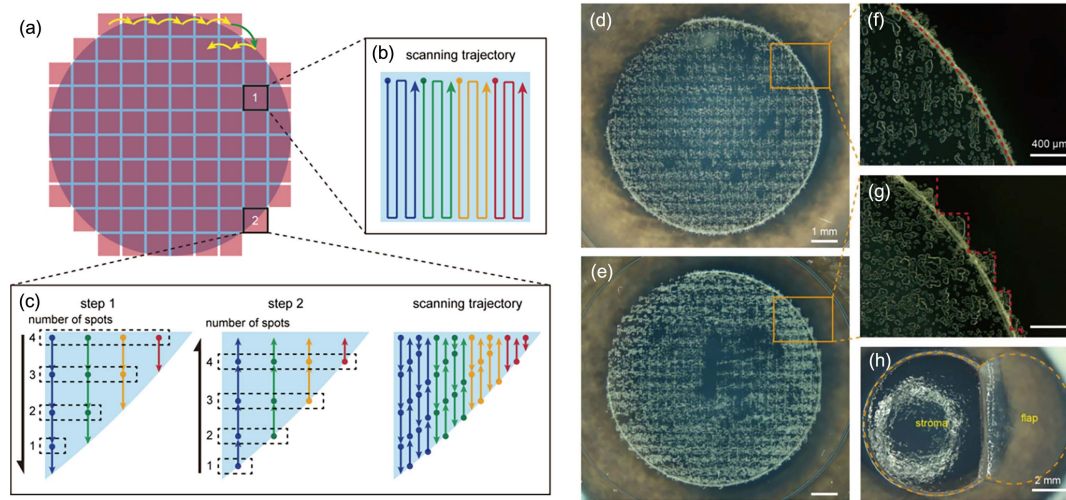 (a)
1
2
(b)
scanning trajectory
(c)
step 1
number of spots
4
3
2
1
step 2
number of spots
4
3
2
1
scanning trajectory
(d)
1 mm
(e)
(f)
400 µm
(g)
(h)
stroma
flap
2 mm